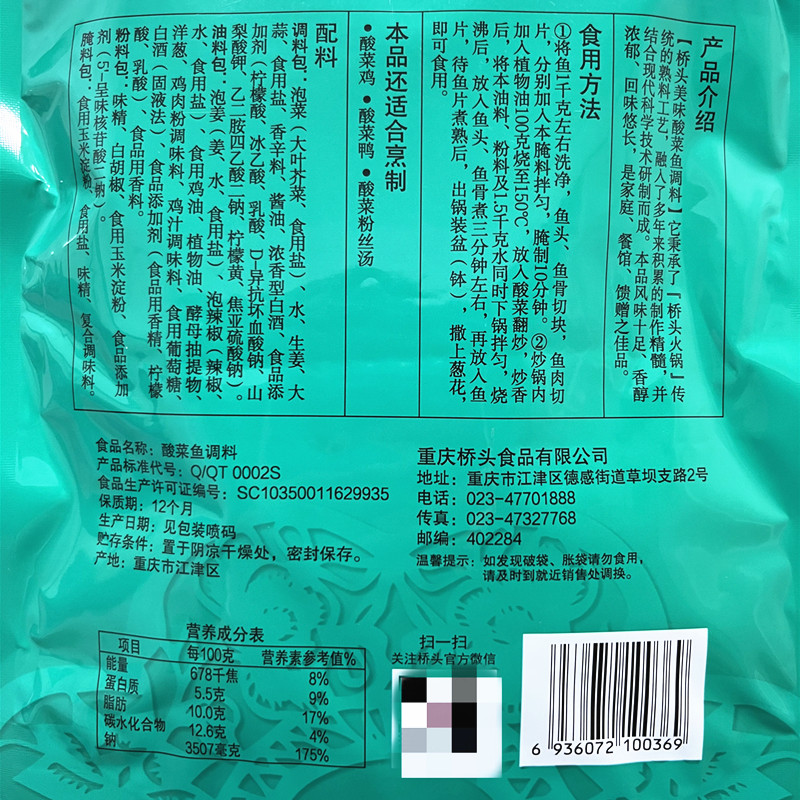 产品介绍
【桥头美味酸菜鱼调料】它秉承了『桥头火锅』传
统的熟料工艺，融入了多年来积累的制作精髓，并
结合现代科学技术研制而成。本品风味十足、香醇
浓郁、回味悠长，是家庭、餐馆、馈赠之佳品。
食用方法
①将鱼1千克左右洗净，鱼头、鱼骨切块，鱼肉切
片，分别加入本腌料拌匀，腌制10分钟。②炒锅内
加入植物油100克烧至150℃，放入酸菜翻炒，炒香
后，将本油料、粉料及1.5千克水同时下锅拌匀，烧
沸后，放入鱼头、鱼骨煮三分钟左右，再放入鱼
片，待鱼片煮熟后，出锅装盆（钵），撒上葱花，
即可食用。
本品还适合烹制
•酸菜鸡 •酸菜鸭 •酸菜粉丝汤
配料
调料包：泡菜（大叶芥菜、食用盐）、水、生姜、大
蒜、食用盐、香辛料、酱油、浓香型白酒、食品添
加剂（柠檬酸、冰乙酸、乳酸、D-异抗坏血酸钠、山
梨酸钾、乙二胺四乙酸二钠、柠檬黄、焦亚硫酸钠）。
油料包：泡姜（姜、水、食用盐）、泡辣椒（辣椒、
水、食用盐）、食用鸡油、植物油、酵母抽提物、
洋葱、鸡肉粉调味料、鸡汁调味料、食用葡萄糖、
白酒（固液法）、食品添加剂（食品用香精、柠檬
酸、乳酸）、食品用香料。
粉料包：味精、白胡椒、食用玉米淀粉、食品添加
剂（5'-呈味核苷酸二钠）。
腌料包：食用玉米淀粉、食用盐、味精、复合调味料。
食品名称：酸菜鱼调料
产品标准代号：Q/QT 0002S
食品生产许可证编号：SC10350011629935
保质期：12个月
生产日期：见包装喷码
贮存条件：置于阴凉干燥处，密封保存。
产地：重庆市江津区
重庆桥头食品有限公司
地址：重庆市江津区德感街道草坝支路2号
电话：023-47701888
传真：023-47327768
邮编：402284
温馨提示：如发现破袋、胀袋请勿食用，
请及时到就近销售处调换。
营养成分表
项目 每100克 营养素参考值%
能量 678千焦 8%
蛋白质 5.5克 9%
脂肪 10.0克 17%
碳水化合物 12.6克 4%
钠 3507毫克 175%
扫一扫
关注桥头官方微信
6 936072 100369